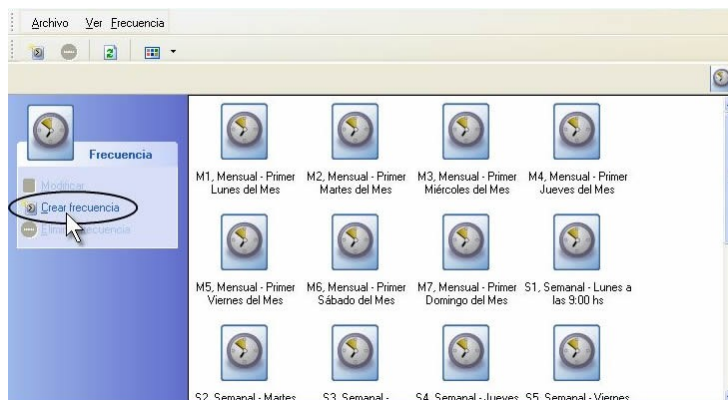 Archivo Ver Frecuencia
Frecuencia
Modificar
Crear frecuencia
Eliminar frecuencia
M1, Mensual - Primer
Lunes del Mes
M2, Mensual - Primer
Martes del Mes
M3, Mensual - Primer
Miércoles del Mes
M4, Mensual - Primer
Jueves del Mes
M5, Mensual - Primer
Viernes del Mes
M6, Mensual - Primer
Sábado del Mes
M7, Mensual - Primer
Domingo del Mes
S1, Semanal - Lunes a
las 9:00 hs
S2, Semanal - Martes
S3, Semanal -
S4, Semanal - Jueves
S5, Semanal - Viernes